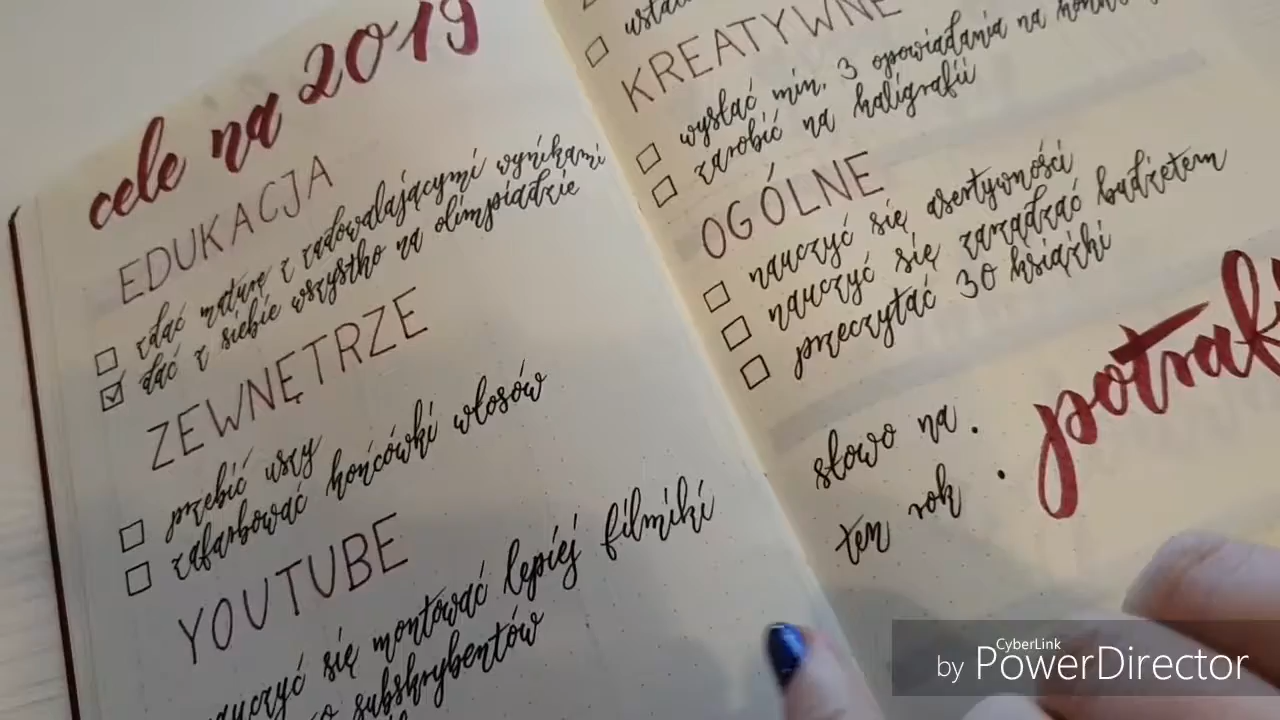 cele na 2019
EDUKACJA
zdać maturę z zadowalającymi wynikami
dać z siebie wszystko na olimpiadzie
ZEWNĘTRZE
przebić uszy
zafarbować końcówki włosów
YOUTUBE
się montować lepiej filmiki
subskrybentów
KREATYWNE
wysłać min. 3 opowiadania na
zarobić na kaligrafii
OGÓLNE
nauczyć się asertywności
nauczyć się zarządzać budżetem
przeczytać 30 książki
słowo na
ten rok
CyberLink
by PowerDirector